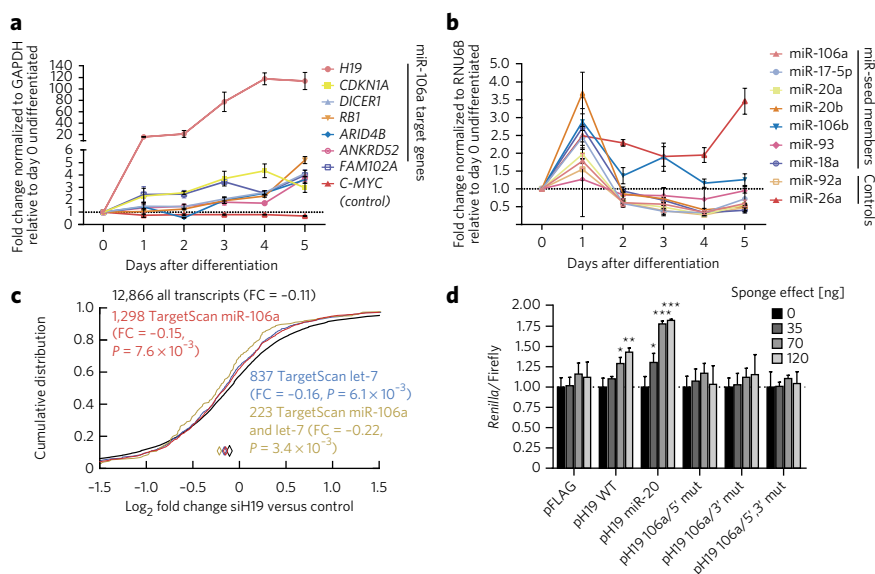 a
Fold change normalized to GAPDH
relative to day 0 undifferentiated
140
120
100
80
60
40
20
6
5
4
3
2
1
0
0 1 2 3 4 5
Days after differentiation
H19
CDKN1A
DICER1
RB1
ARID4B
ANKRD52
FAM102A
C-MYC
(control)
miR-106a target
genes
b
Fold change normalized to RNU6B
relative to day 0 undifferentiated
5.0
4.5
4.0
3.5
3.0
2.5
2.0
1.5
1.0
0.5
0 1 2 3 4 5
Days after differentiation
miR-106a
miR-17-5p
miR-20a
miR-20b
miR-106b
miR-93
miR-18a
miR-92a
miR-26a
miR-seed members
Controls
c
Cumulative distribution
1.0
0.8
0.6
0.4
0.2
0
−1.5 −1.0 −0.5 0 0.5 1.0 1.5
Log2 fold change siH19 versus control
12,866 all transcripts (FC = −0.11)
1,298 TargetScan miR-106a
(FC = −0.15,
P = 7.6 × 10⁻³)
837 TargetScan let-7
(FC = −0.16, P = 6.1 × 10⁻³)
223 TargetScan miR-106a
and let-7 (FC = −0.22,
P = 3.4 × 10⁻³)
d
Renilla/Firefly
2.00
1.75
1.50
1.25
1.00
0.75
0.50
0.25
0
Sponge effect [ng]
0
35
70
120
* ** * *** ***
pFLAG
pH19 WT
pH19 miR-20
pH19 106a/5' mut
pH19 106a/3' mut
pH19 106a/5',3' mut